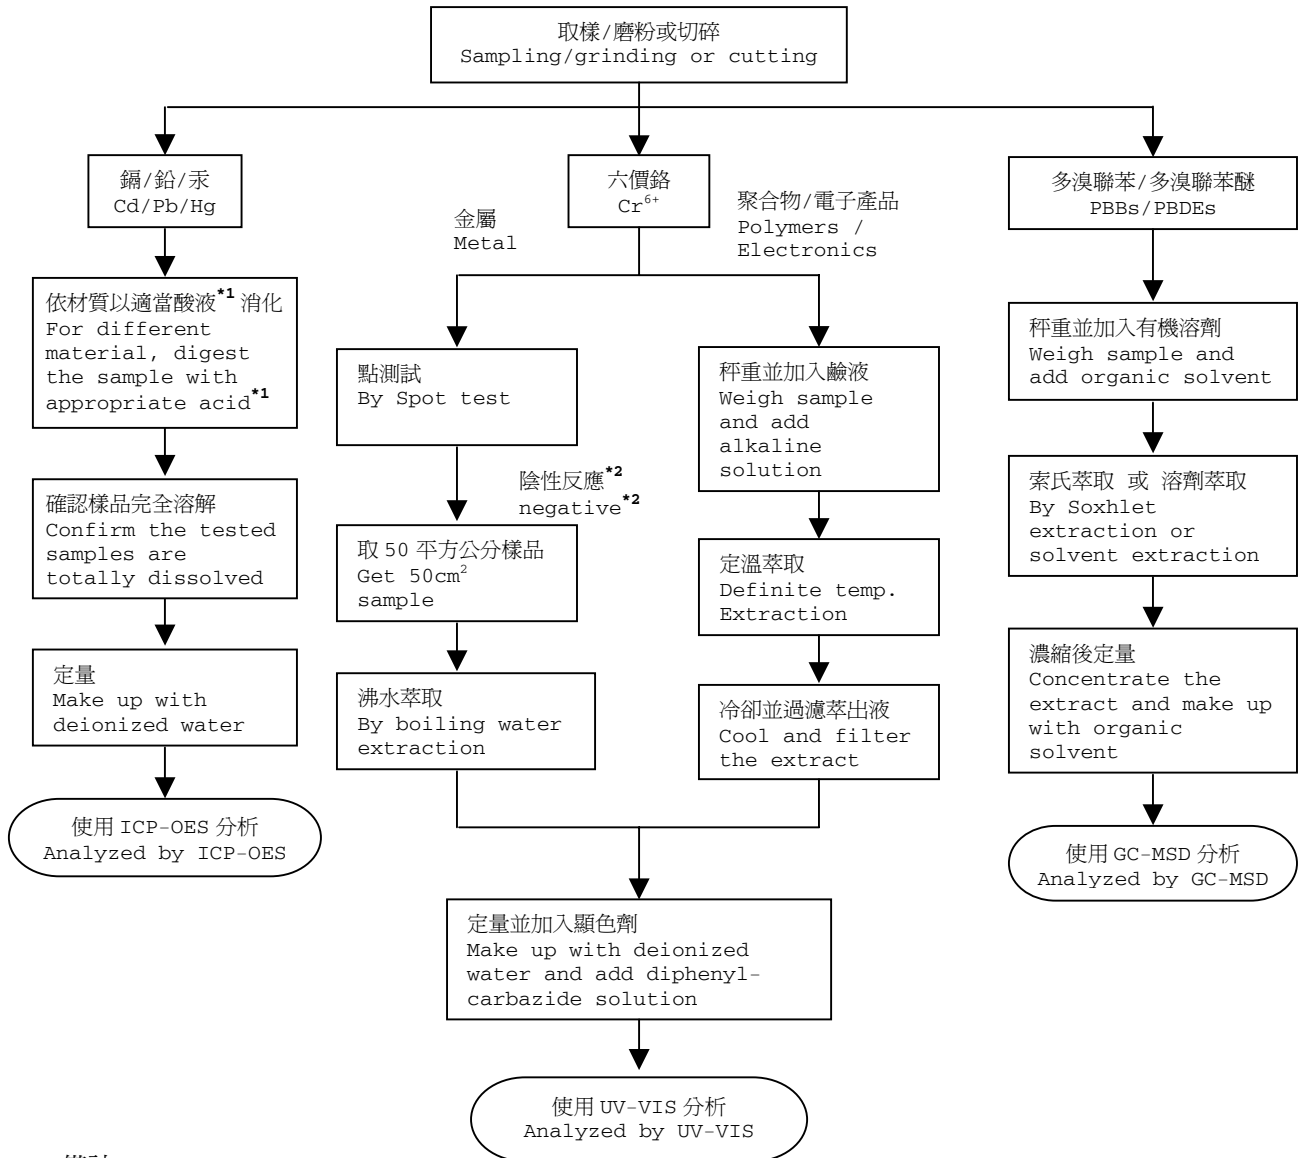 取樣/磨粉或切碎
Sampling/grinding or cutting
鎘/鉛/汞
Cd/Pb/Hg
六價鉻
Cr6+
多溴聯苯/多溴聯苯醚
PBBs/PBDEs
金屬
Metal
聚合物/電子產品
Polymers /
Electronics
依材質以適當酸液*1 消化
For different
material, digest
the sample with
appropriate acid*1
確認樣品完全溶解
Confirm the tested
samples are
totally dissolved
定量
Make up with
deionized water
使用 ICP-OES 分析
Analyzed by ICP-OES
點測試
By Spot test
陰性反應*2
negative*2
取 50 平方公分樣品
Get 50cm2
sample
沸水萃取
By boiling water
extraction
秤重並加入鹼液
Weigh sample
and add
alkaline
solution
定溫萃取
Definite temp.
Extraction
冷卻並過濾萃出液
Cool and filter
the extract
定量並加入顯色劑
Make up with deionized
water and add diphenyl-
carbazide solution
使用 UV-VIS 分析
Analyzed by UV-VIS
秤重並加入有機溶劑
Weigh sample and
add organic solvent
索氏萃取 或 溶劑萃取
By Soxhlet
extraction or
solvent extraction
濃縮後定量
Concentrate the
extract and make up
with organic
solvent
使用 GC-MSD 分析
Analyzed by GC-MSD